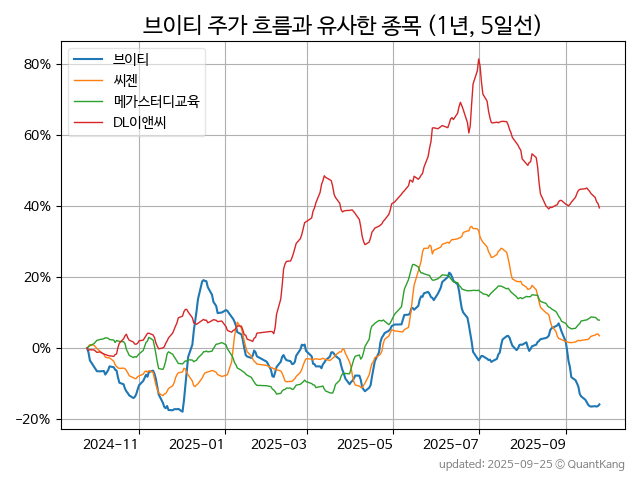 브이티 주가 흐름과 유사한 종목 (1년, 5일선)
브이티
씨젠
메가스터디교육
DL이앤씨
80%
60%
40%
20%
0%
−20%
2024−11
2025−01
2025−03
2025−05
2025−07
2025−09
updated: 2025-09-25 © QuantKang